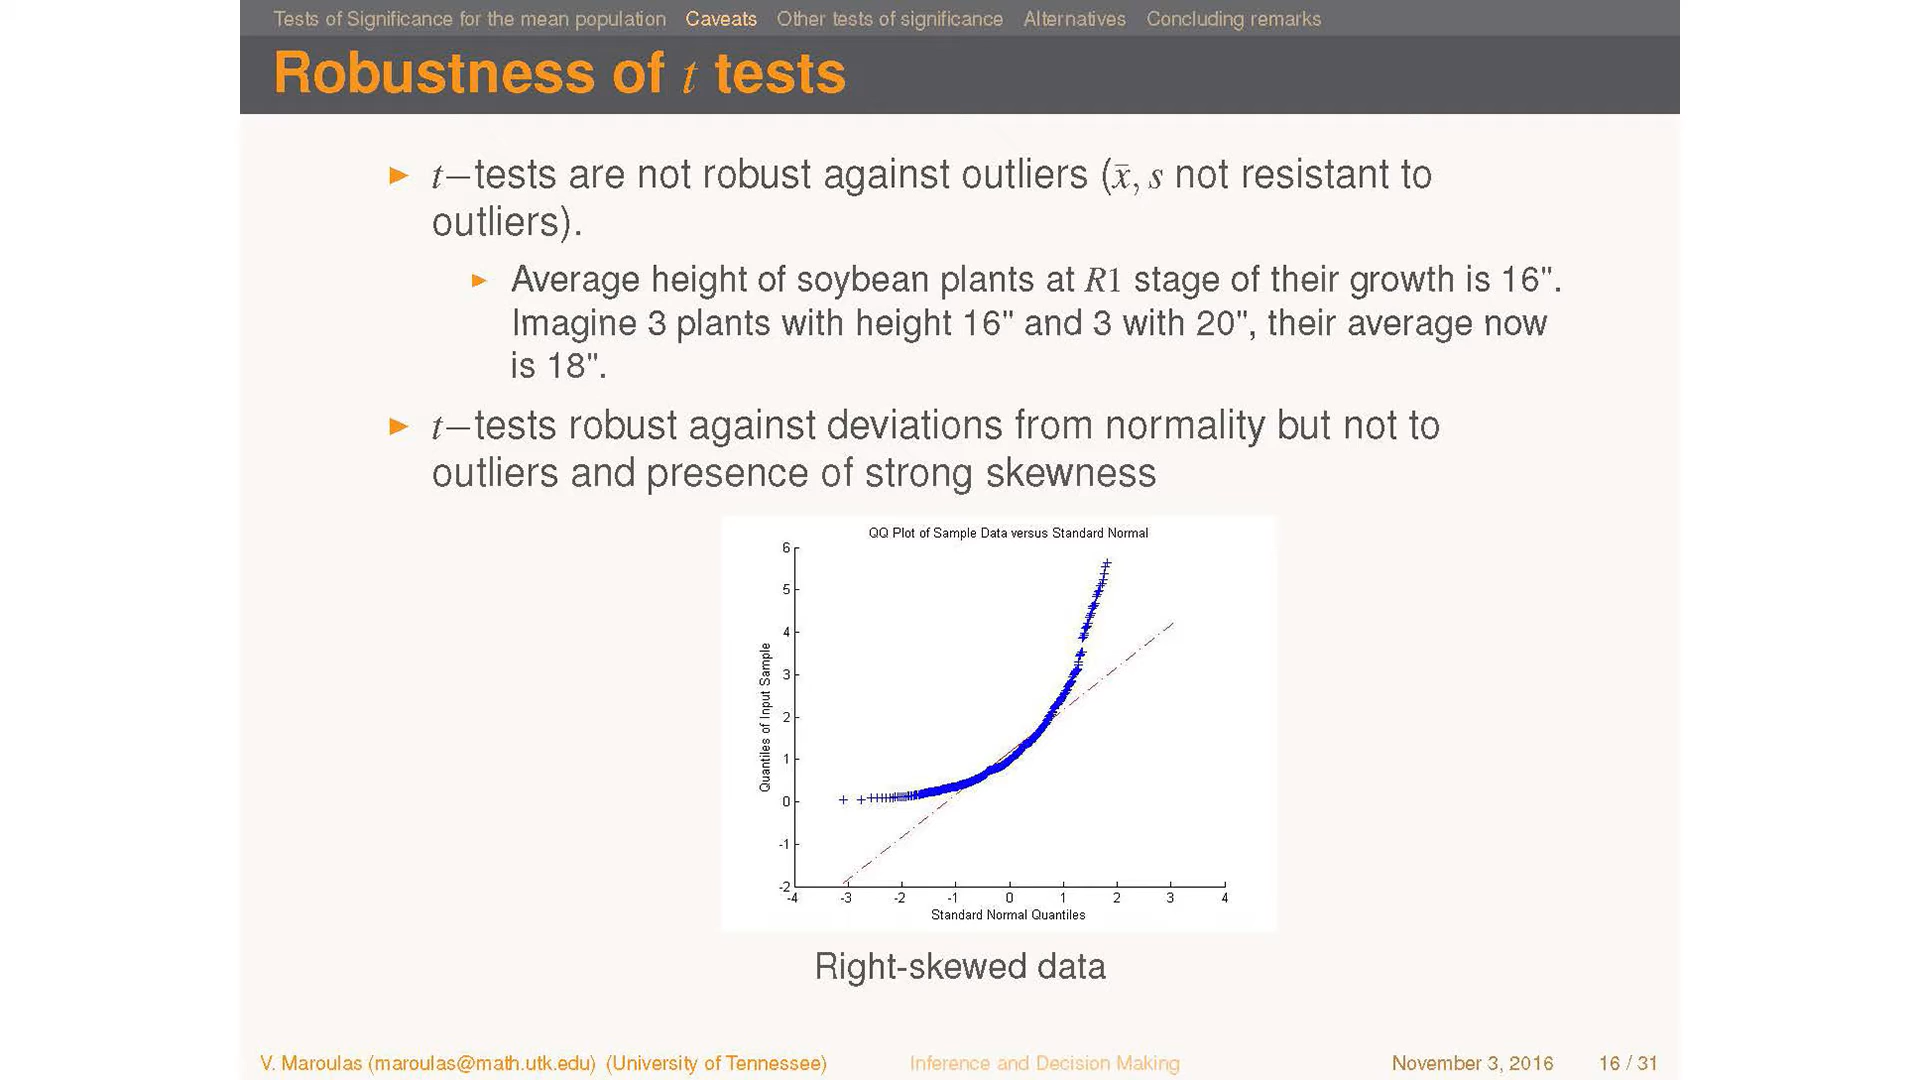 Tests of Significance for the mean population Caveats Other tests of significance Alternatives Concluding remarks
Robustness of t tests
t−tests are not robust against outliers (x̄, s not resistant to
outliers).
Average height of soybean plants at R1 stage of their growth is 16".
Imagine 3 plants with height 16" and 3 with 20", their average now
is 18".
t−tests robust against deviations from normality but not to
outliers and presence of strong skewness
QQ Plot of Sample Data versus Standard Normal
Quantiles of Input Sample
6
5
4
3
2
1
0
-1
-2
-4 -3 -2 -1 0 1 2 3 4
Standard Normal Quantiles
Right-skewed data
V. Maroulas (maroulas@math.utk.edu) (University of Tennessee) Inference and Decision Making November 3, 2016 16 / 31